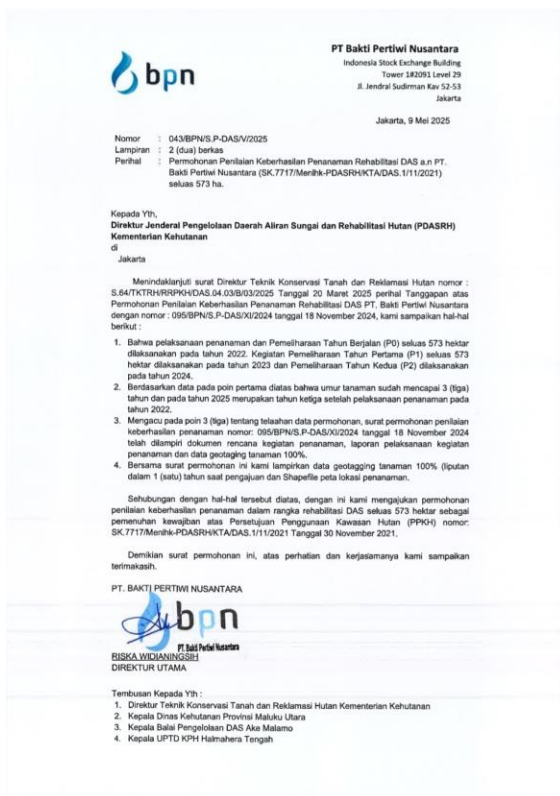 bpn
PT Bakti Pertiwi Nusantara
Indonesia Stock Exchange Building
Tower 1#2091 Level 29
Jl. Jendral Sudirman Kav 52-53
Jakarta
Jakarta, 9 Mei 2025
Nomor : 043/BPN/S.P-DAS/V/2025
Lampiran : 2 (dua) berkas
Perihal : Permohonan Penilaian Keberhasilan Penanaman Rehabilitasi DAS a.n PT.
Bakti Pertiwi Nusantara (SK.7717/Menlhk-PDASRH/KTA/DAS.1/11/2021)
seluas 573 ha.
Kepada Yth,
Direktur Jenderal Pengelolaan Daerah Aliran Sungai dan Rehabilitasi Hutan (PDASRH)
Kementerian Kehutanan
di
Jakarta
Menindaklanjuti surat Direktur Teknik Konservasi Tanah dan Reklamasi Hutan nomor :
S.64/TKTRH/RRPKH/DAS.04.03/B/03/2025 Tanggal 20 Maret 2025 perihal Tanggapan atas
Permohonan Penilaian Keberhasilan Penanaman Rehabilitasi DAS PT, Bakti Pertiwi Nusantara
dengan nomor : 095/BPN/S.P-DAS/XI/2024 tanggal 18 November 2024, kami sampaikan hal-hal
berikut :
1. Bahwa pelaksanaan penanaman dan Pemeliharaan Tahun Berjalan (P0) seluas 573 hektar
dilaksanakan pada tahun 2022. Kegiatan Pemeliharaan Tahun Pertama (P1) seluas 573
hektar dilaksanakan pada tahun 2023 dan Pemeliharaan Tahun Kedua (P2) dilaksanakan
pada tahun 2024.
2. Berdasarkan data pada poin pertama diatas bahwa umur tanaman sudah mencapai 3 (tiga)
tahun dan pada tahun 2025 merupakan tahun ketiga setelah pelaksanaan penanaman pada
tahun 2022.
3. Mengacu pada poin 3 (tiga) tentang telaahan data permohonan, surat permohonan penilaian
keberhasilan penanaman nomor: 095/BPN/S.P-DAS/XI/2024 tanggal 18 November 2024
telah dilampiri dokumen rencana kegiatan penanaman, laporan pelaksanaan kegiatan
penanaman dan data geotaging tanaman 100%.
4. Bersama surat permohonan ini kami lampirkan data geotagging tanaman 100% (liputan
dalam 1 (satu) tahun saat pengajuan dan Shapefile peta lokasi penanaman.
Sehubungan dengan hal-hal tersebut diatas, dengan ini kami mengajukan permohonan
penilaian keberhasilan penanaman dalam rangka rehabilitasi DAS seluas 573 hektar sebagai
pemenuhan kewajiban atas Persetujuan Penggunaan Kawasan Hutan (PPKH) nomor:
SK.7717/Menlhk-PDASRH/KTA/DAS.1/11/2021 Tanggal 30 November 2021.
Demikian surat permohonan ini, atas perhatian dan kerjasamanya kami sampaikan
terimakasih.
PT. BAKTI PERTIWI NUSANTARA
bpn
PT. Bakti Pertiwi Nusantara
RISKA WIDIANINGSIH
DIREKTUR UTAMA
Tembusan Kepada Yth :
1. Direktur Teknik Konservasi Tanah dan Reklamasi Hutan Kementerian Kehutanan
2. Kepala Dinas Kehutanan Provinsi Maluku Utara
3. Kepala Balai Pengelolaan DAS Ake Malamo
4. Kepala UPTD KPH Halmahera Tengah